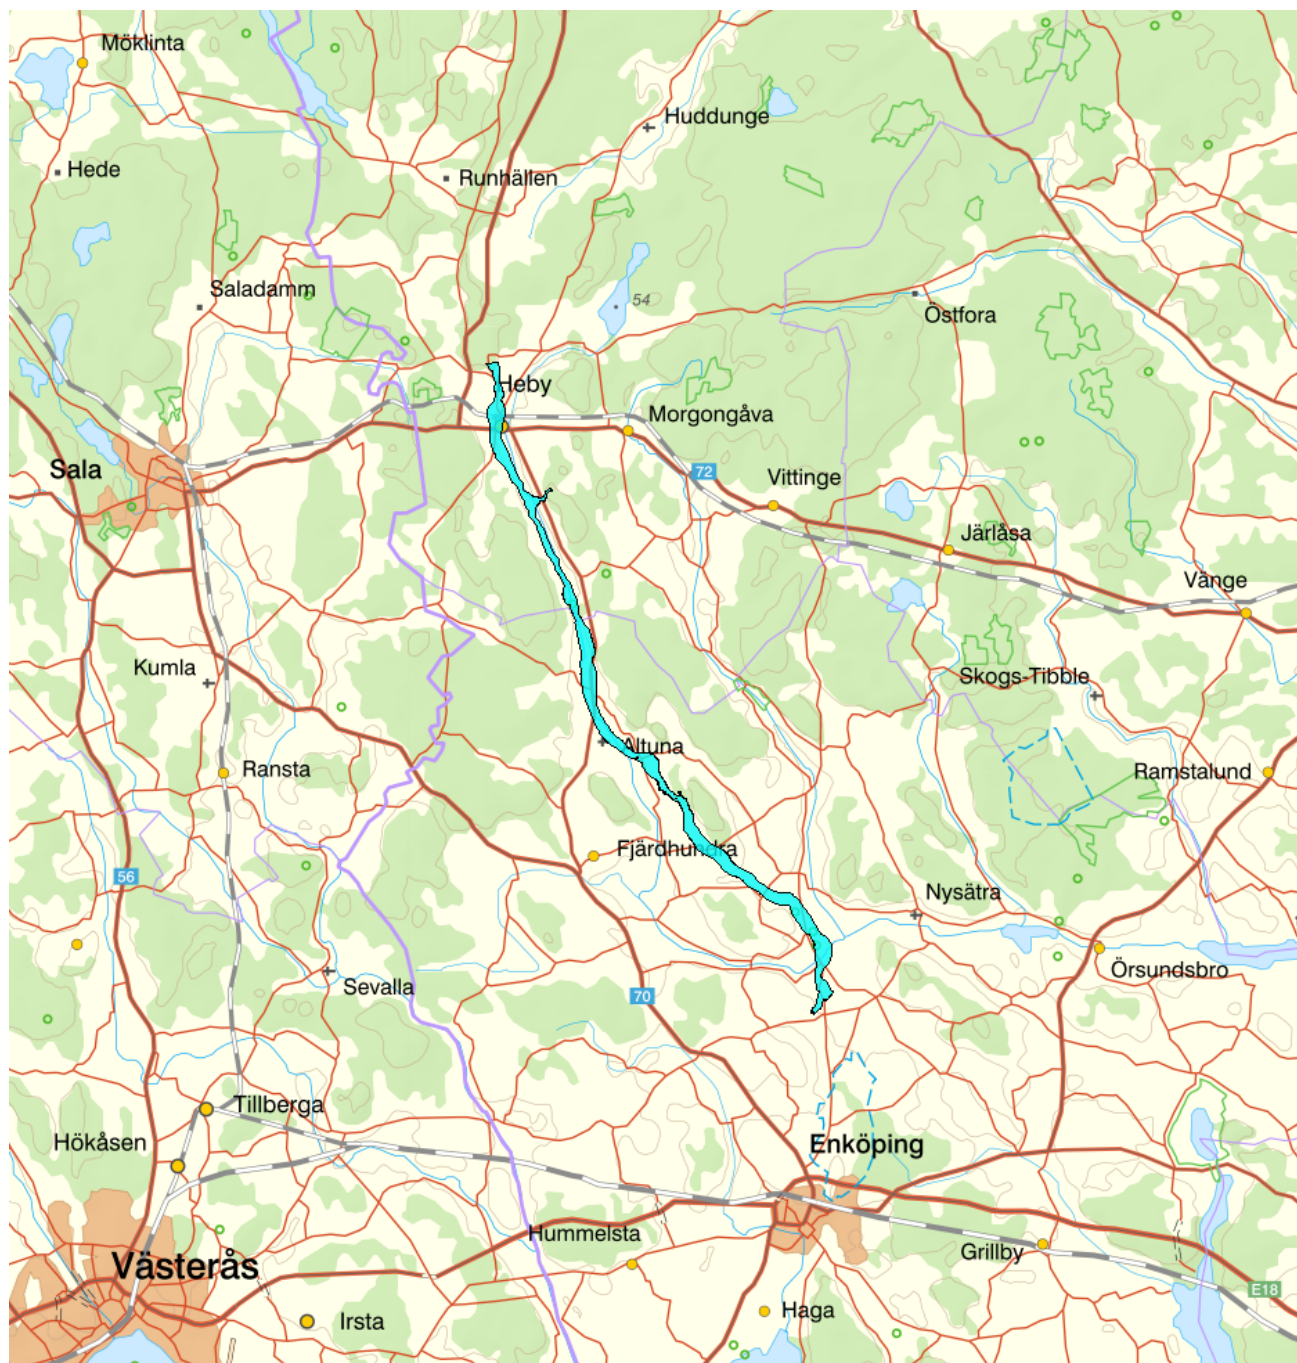 Möklinta
Huddunge
Hede
Runhällen
Saladamm
54
Östfora
Heby
Morgongåva
Sala
72
Vittinge
Järlåsa
Vänge
Kumla
Skogs-Tibble
Altuna
Ransta
Ramstalund
Fjärdhundra
56
Nysätra
Örsundsbro
Sevalla
70
Tillberga
Hökåsen
Enköping
Hummelsta
Grillby
Västerås
E18
Haga
Irsta